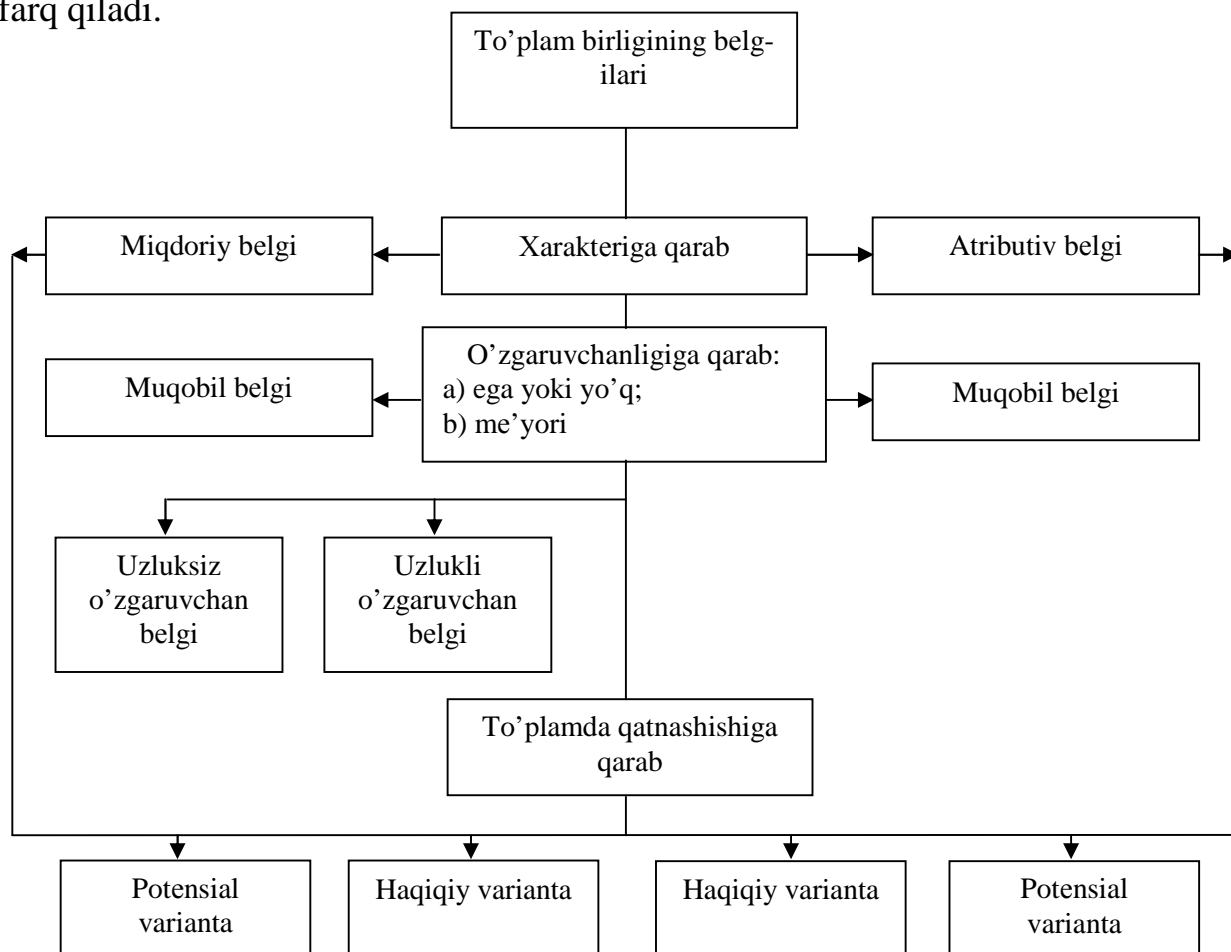 farq qiladi.
To’plam birligining belg-
ilari
Miqdoriy belgi
Xarakteriga qarab
Atributiv belgi
O’zgaruvchanligiga qarab:
a) ega yoki yo’q;
b) me’yori
Muqobil belgi
Muqobil belgi
Uzluksiz
o’zgaruvchan
belgi
Uzlukli
o’zgaruvchan
belgi
To’plamda qatnashishiga
qarab
Potensial
varianta
Haqiqiy varianta
Haqiqiy varianta
Potensial
varianta